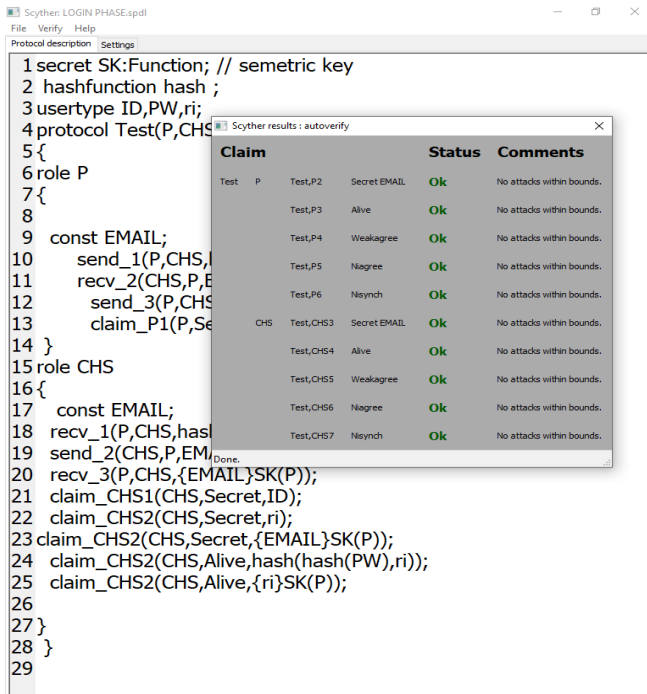 Scyther: LOGIN PHASE.spdl
File Verify Help
Protocol description Settings
1 secret SK:Function; // semetric key
2 hashfunction hash ;
3 usertype ID,PW,ri;
4 protocol Test(P,CHS
5 {
6 role P
7 {
8
9 const EMAIL;
10 send_1(P,CHS,
11 recv_2(CHS,P,E
12 send_3(P,CHS
13 claim_P1(P,Se
14 }
15 role CHS
16 {
17 const EMAIL;
18 recv_1(P,CHS,hasl
19 send_2(CHS,P,EMA
20 recv_3(P,CHS,{EMAIL}SK(P));
21 claim_CHS1(CHS,Secret,ID);
22 claim_CHS2(CHS,Secret,ri);
23 claim_CHS2(CHS,Secret,{EMAIL}SK(P));
24 claim_CHS2(CHS,Alive,hash(hash(PW),ri));
25 claim_CHS2(CHS,Alive,{ri}SK(P));
26
27 }
28 }
29
Scyther results : autoverify
Claim Status Comments
Test P Test,P2 Secret EMAIL Ok No attacks within bounds.
Test,P3 Alive Ok No attacks within bounds.
Test,P4 Weakagree Ok No attacks within bounds.
Test,P5 Niagree Ok No attacks within bounds.
Test,P6 Nisynch Ok No attacks within bounds.
CHS Test,CHS3 Secret EMAIL Ok No attacks within bounds.
Test,CHS4 Alive Ok No attacks within bounds.
Test,CHS5 Weakagree Ok No attacks within bounds.
Test,CHS6 Niagree Ok No attacks within bounds.
Test,CHS7 Nisynch Ok No attacks within bounds.
Done.